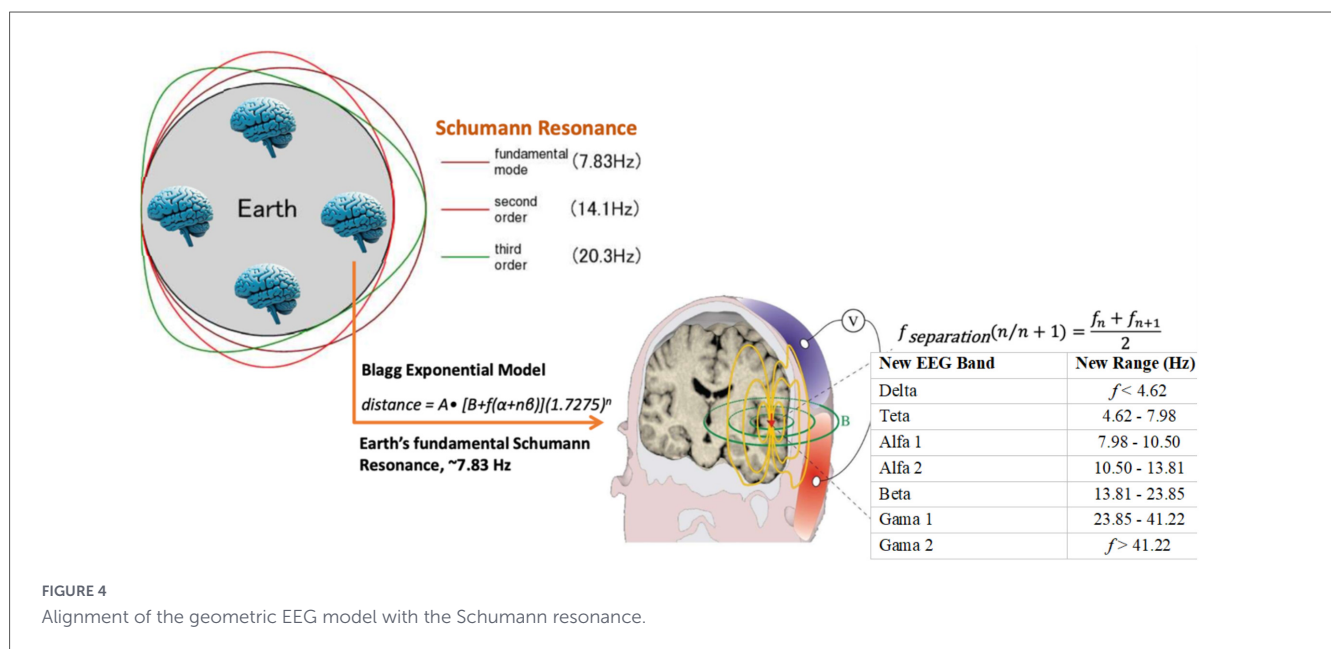 Earth
Schumann Resonance
fundamental mode (7.83Hz)
second order (14.1Hz)
third order (20.3Hz)
Blagg Exponential Model
distance = A• [B+f(α+nβ)](1.7275)ⁿ
Earth's fundamental Schumann
Resonance, ~7.83 Hz
V
B
f separation(n/n + 1) = (fₙ + fₙ₊₁)/2
New EEG Band New Range (Hz)
Delta f< 4.62
Teta 4.62 - 7.98
Alfa 1 7.98 - 10.50
Alfa 2 10.50 - 13.81
Beta 13.81 - 23.85
Gama 1 23.85 - 41.22
Gama 2 f> 41.22
FIGURE 4
Alignment of the geometric EEG model with the Schumann resonance.